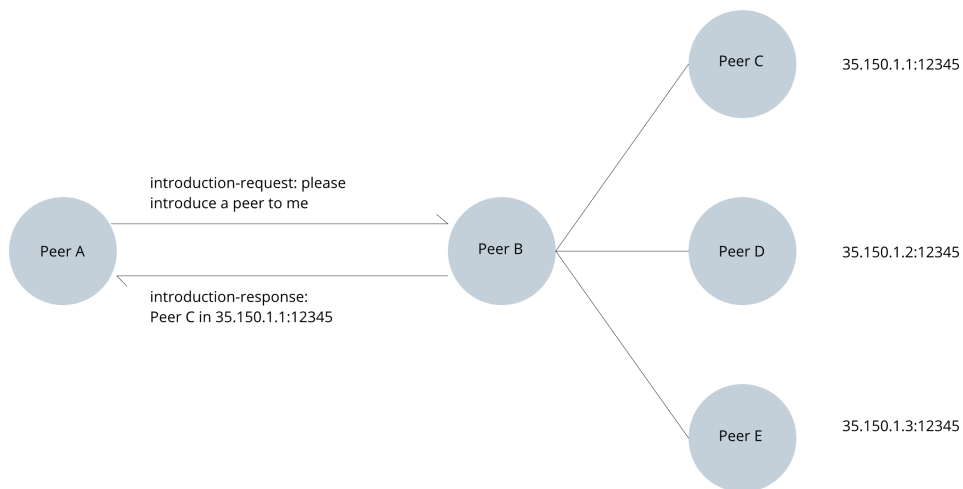 Peer C
35.150.1.1:12345
introduction-request: please
introduce a peer to me
Peer A
Peer B
Peer D
35.150.1.2:12345
introduction-response:
Peer C in 35.150.1.1:12345
Peer E
35.150.1.3:12345